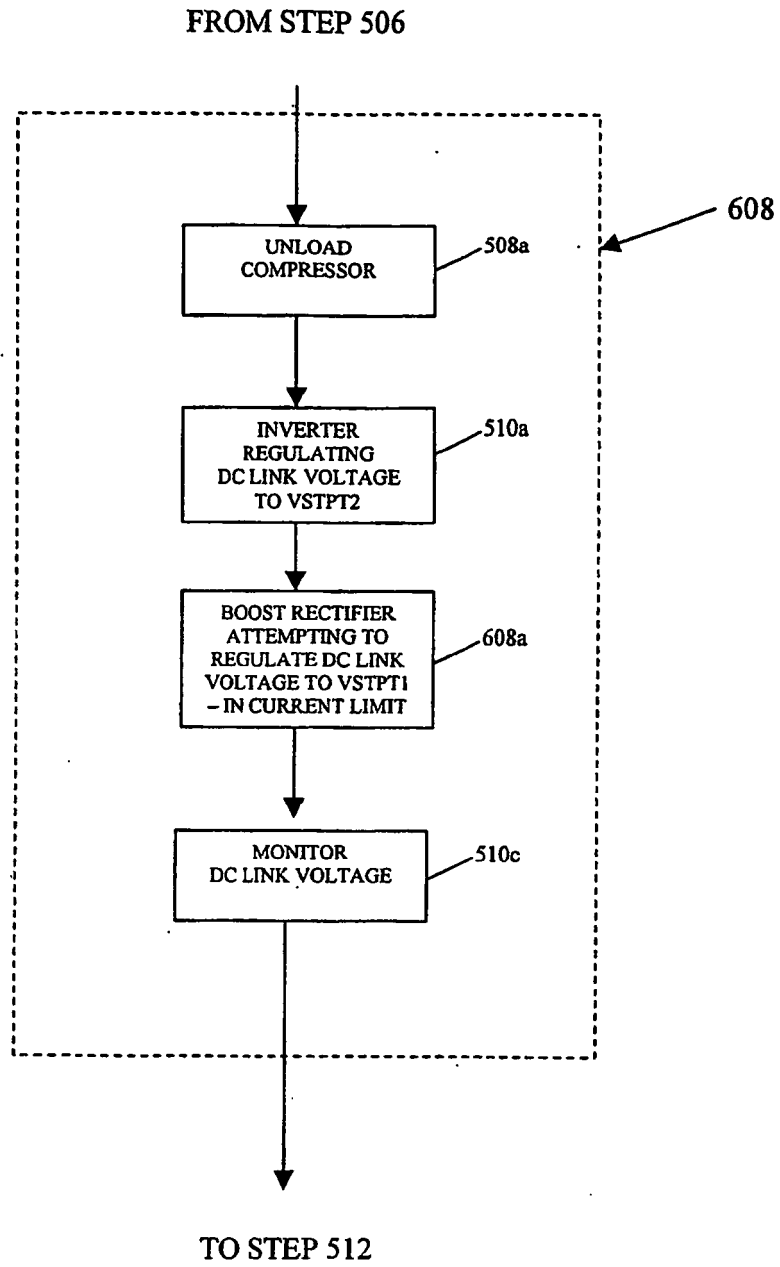 FROM STEP 506
608
UNLOAD
COMPRESSOR
508a
INVERTER
REGULATING
DC LINK VOLTAGE
TO VSTPT2
510a
BOOST RECTIFIER
ATTEMPTING TO
REGULATE DC LINK
VOLTAGE TO VSTPT1
– IN CURRENT LIMIT
608a
MONITOR
DC LINK VOLTAGE
510c
TO STEP 512